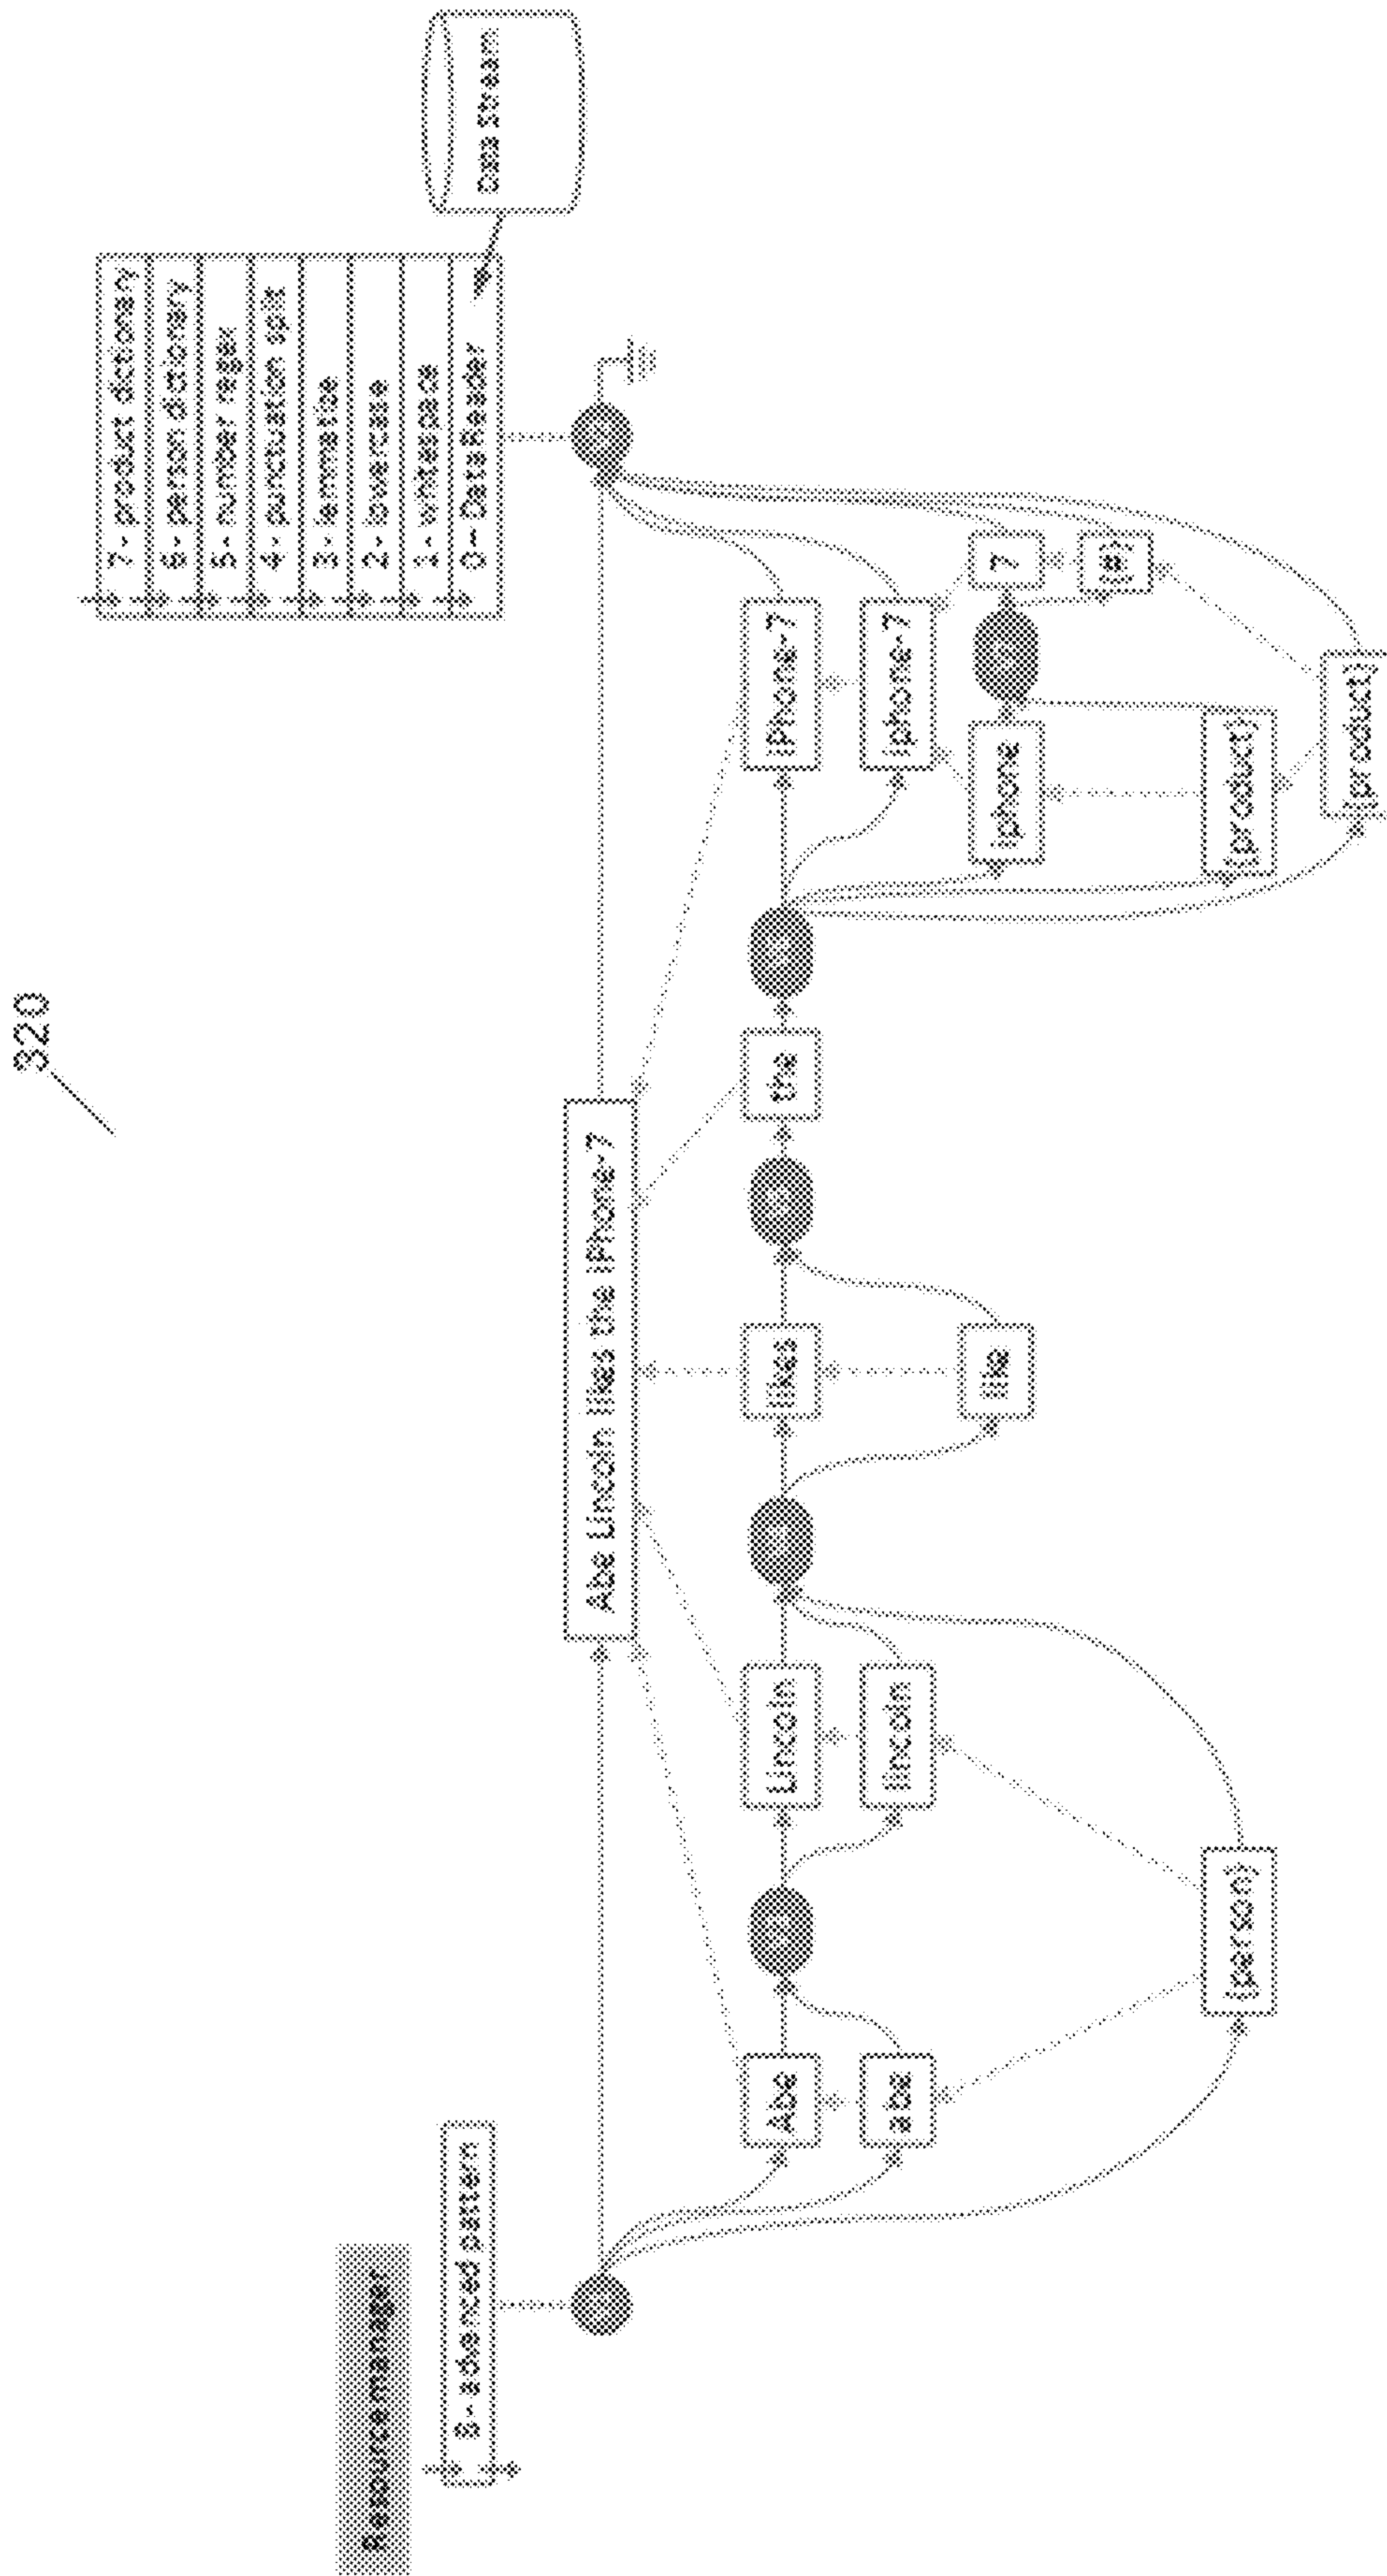 320
Resource manager
8- advanced pattern
7- product dictionary
6- person dictionary
5- number regex
4- punctuation split
3- lemmatize
2- lowercase
1- whitespace
0-- DataReader
Data Stream
Abe Lincoln likes the iPhone-7
Abe
Lincoln
likes
the
iPhone-7
abe
lincoln
iphone-7
like
iphone
7
{person}
{product}
{product}